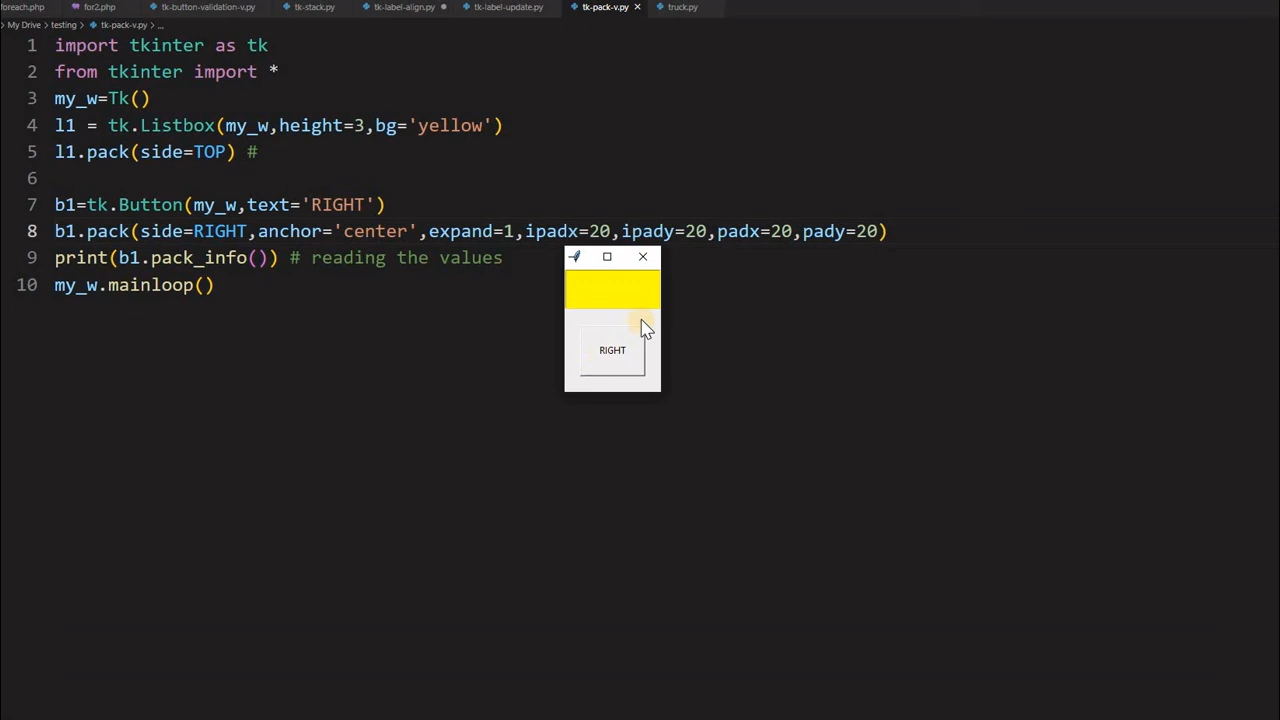 foreach.php for2.php tk-button-validation-v.py tk-stack.py tk-label-align.py tk-label-update.py tk-pack-v.py truck.py
My Drive > testing > tk-pack-v.py > ...
1 import tkinter as tk
2 from tkinter import *
3 my_w=Tk()
4 l1 = tk.Listbox(my_w,height=3,bg='yellow')
5 l1.pack(side=TOP) #
6
7 b1=tk.Button(my_w,text='RIGHT')
8 b1.pack(side=RIGHT,anchor='center',expand=1,ipadx=20,ipady=20,padx=20,pady=20)
9 print(b1.pack_info()) # reading the values
10 my_w.mainloop()
RIGHT